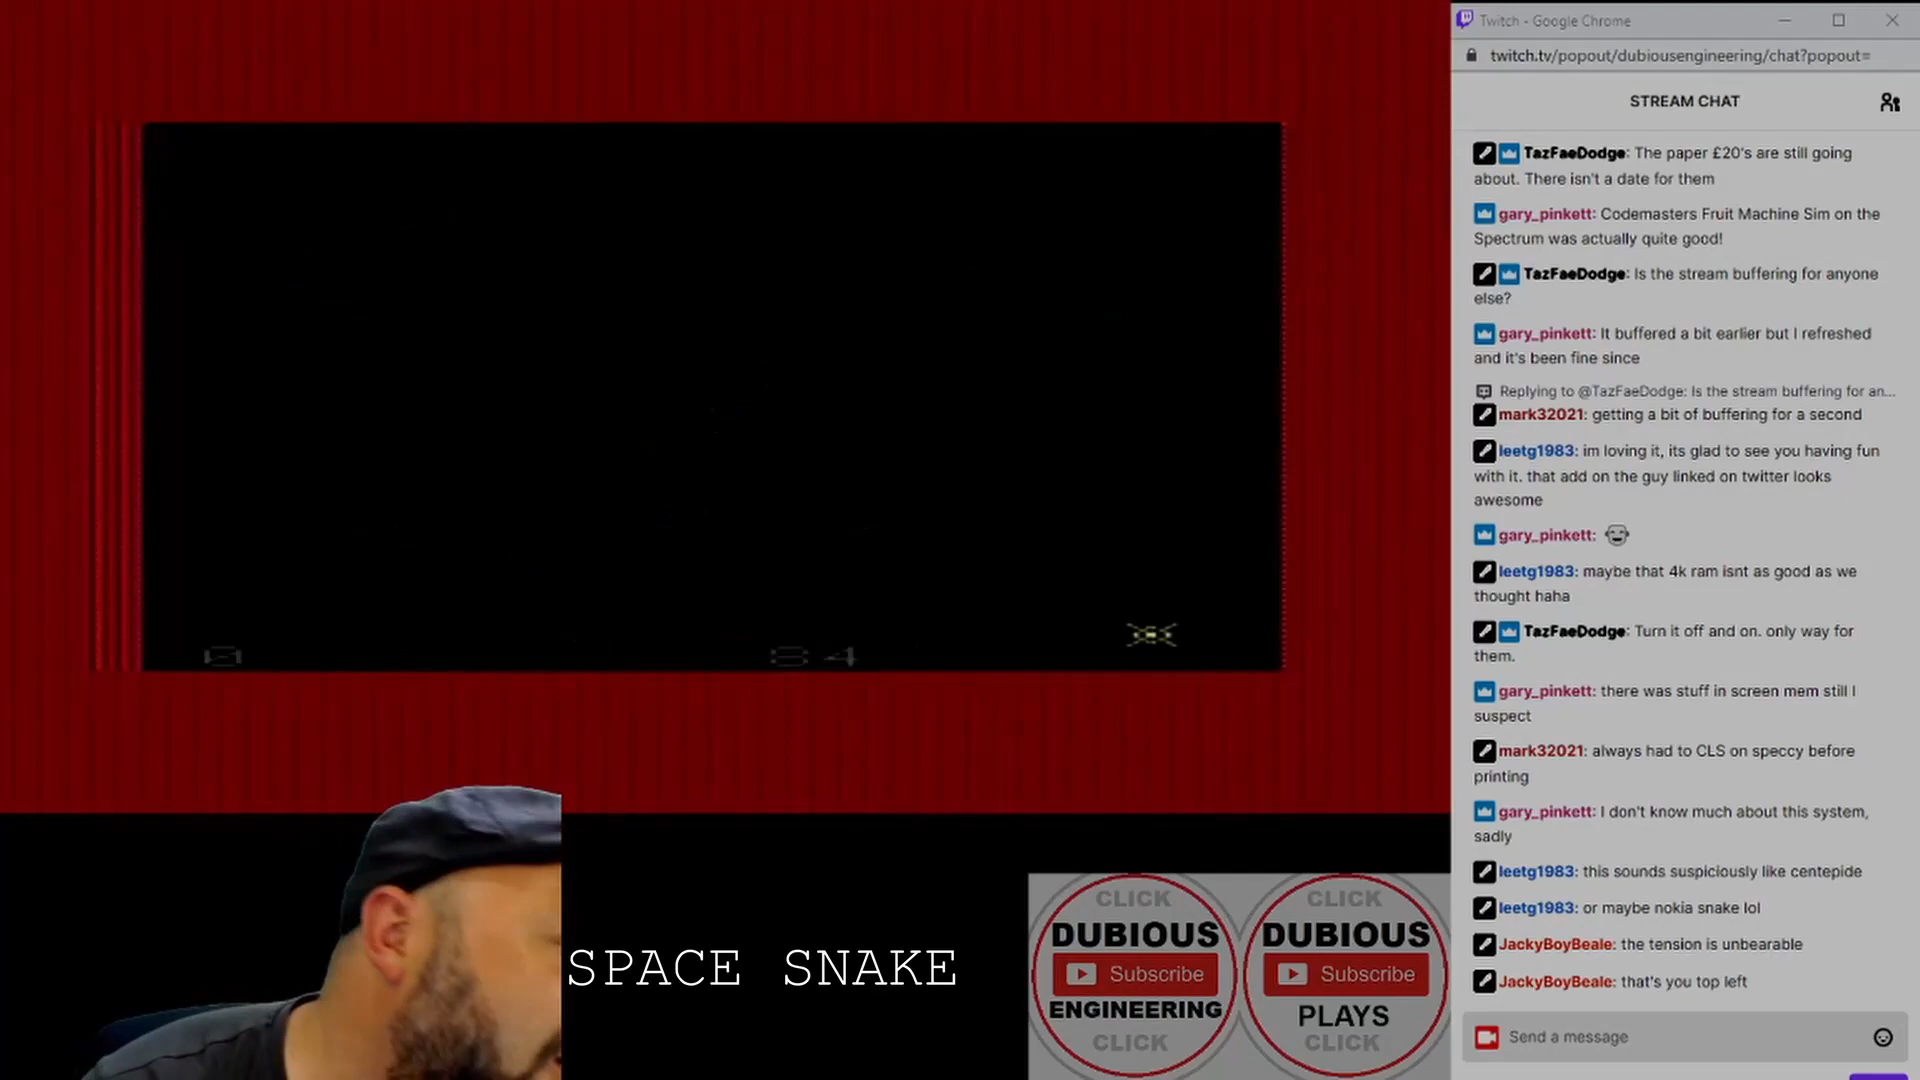 Twitch - Google Chrome
twitch.tv/popout/dubiousengineering/chat?popout=
STREAM CHAT
TazFaeDodge: The paper £20's are still going
about. There isn't a date for them
gary_pinkett: Codemasters Fruit Machine Sim on the
Spectrum was actually quite good!
TazFaeDodge: Is the stream buffering for anyone
else?
gary_pinkett: It buffered a bit earlier but I refreshed
and it's been fine since
Replying to @TazFaeDodge: Is the stream buffering for an...
mark32021: getting a bit of buffering for a second
leetg1983: im loving it, its glad to see you having fun
with it. that add on the guy linked on twitter looks
awesome
gary_pinkett:
leetg1983: maybe that 4k ram isnt as good as we
thought haha
TazFaeDodge: Turn it off and on. only way for
them.
gary_pinkett: there was stuff in screen mem still I
suspect
mark32021: always had to CLS on speccy before
printing
gary_pinkett: I don't know much about this system,
sadly
leetg1983: this sounds suspiciously like centepide
leetg1983: or maybe nokia snake lol
JackyBoyBeale: the tension is unbearable
JackyBoyBeale: that's you top left
Send a message
SPACE SNAKE
CLICK
DUBIOUS
Subscribe
ENGINEERING
CLICK
CLICK
DUBIOUS
Subscribe
PLAYS
CLICK